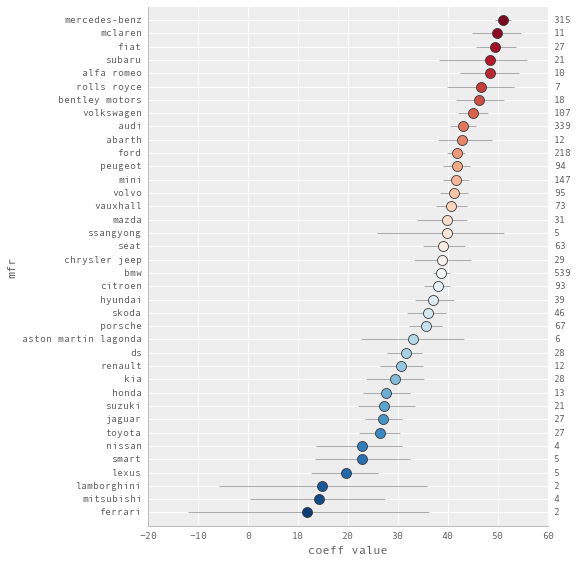 mercedes-benz 315
mclaren 11
fiat 27
subaru 21
alfa romeo 10
rolls royce 7
bentley motors 18
volkswagen 107
audi 339
abarth 12
ford 218
peugeot 94
mini 147
volvo 95
vauxhall 73
mazda 31
ssangyong 5
seat 63
chrysler jeep 29
bmw 539
citroen 93
hyundai 39
skoda 46
porsche 67
aston martin lagonda 6
ds 28
renault 12
kia 28
honda 13
suzuki 21
jaguar 27
toyota 27
nissan 4
smart 5
lexus 5
lamborghini 2
mitsubishi 4
ferrari 2
mfr
−20 −10 0 10 20 30 40 50 60
coeff value